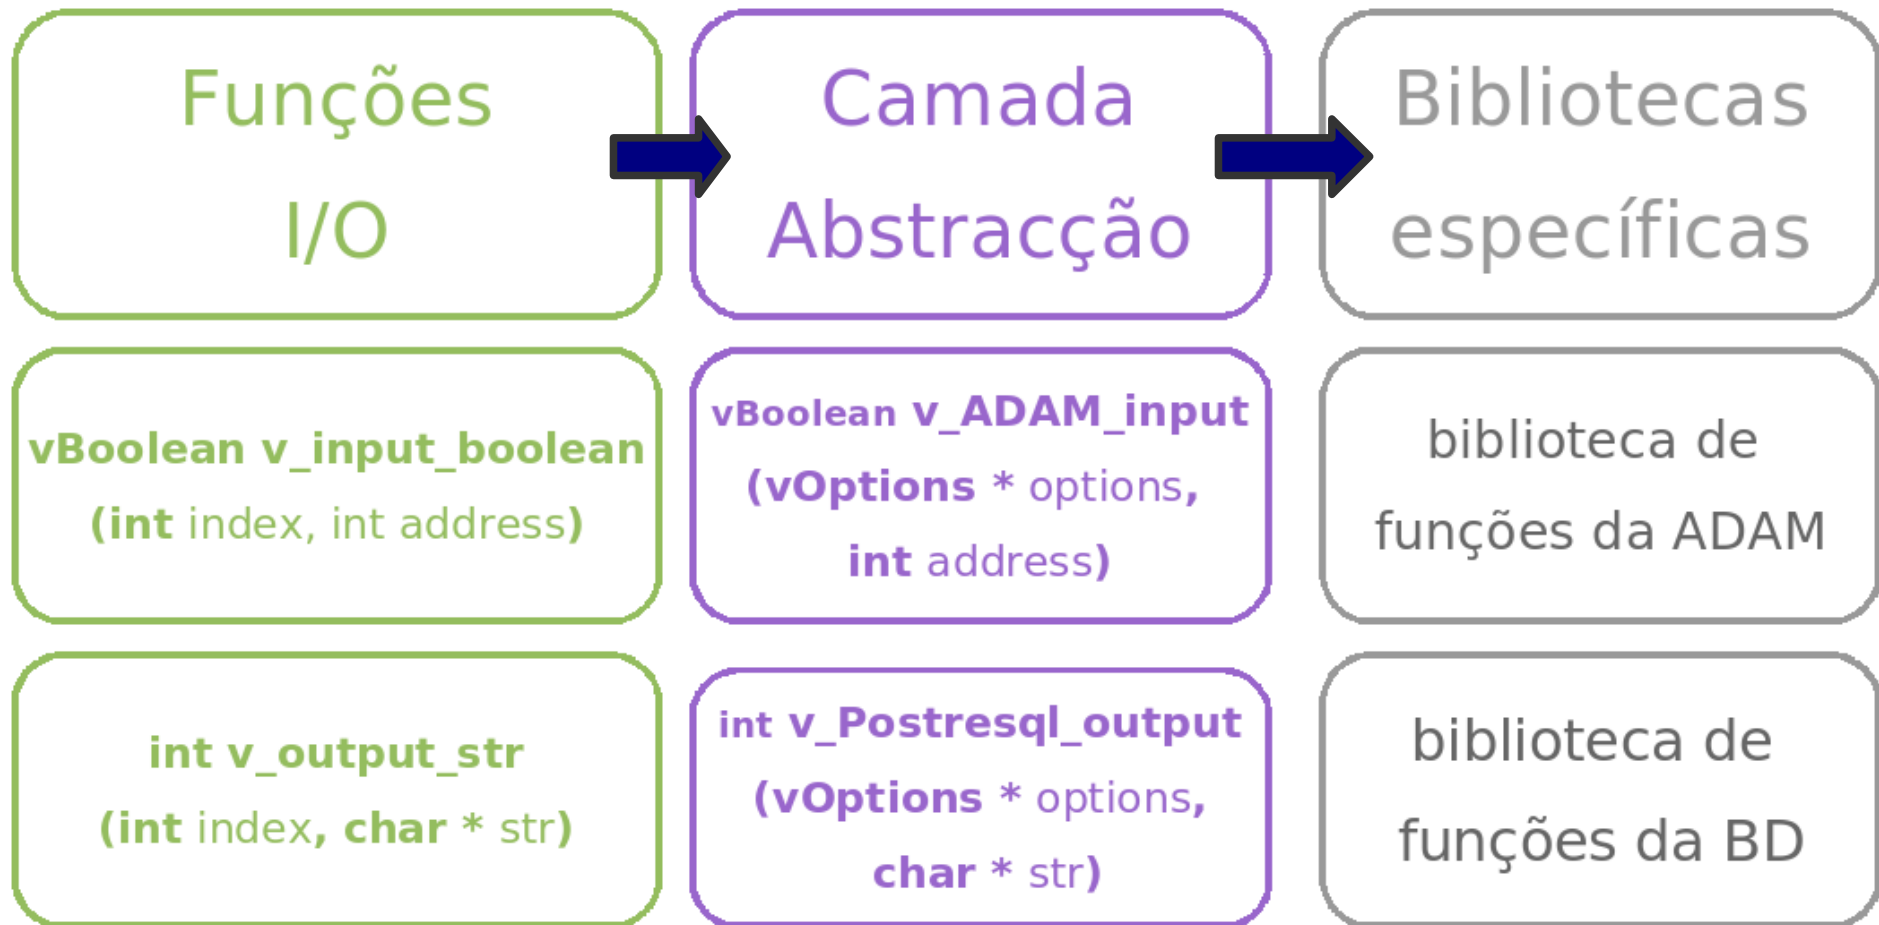 Funções
I/O
Camada
Abstracção
Bibliotecas
específicas
vBoolean v_input_boolean
(int index, int address)
vBoolean v_ADAM_input
(vOptions * options,
int address)
biblioteca de
funções da ADAM
int v_output_str
(int index, char * str)
int v_Postresql_output
(vOptions * options,
char * str)
biblioteca de
funções da BD